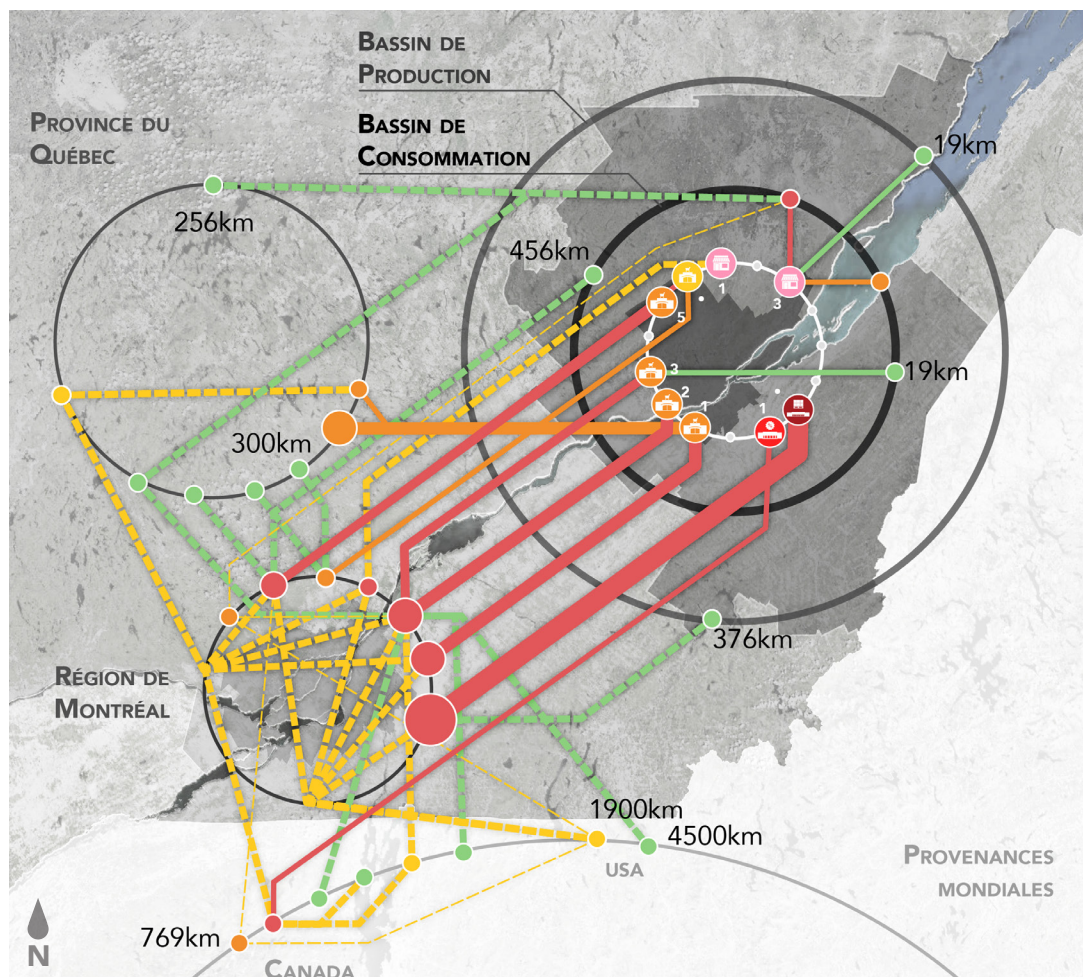 Bassin de
Production
Bassin de
Consommation
Province du
Québec
19km
256km
456km
1
3
5
3
19km
2
1
1
300km
376km
Région de
Montréal
1900km
4500km
USA
Provenances
mondiales
769km
N
Canada